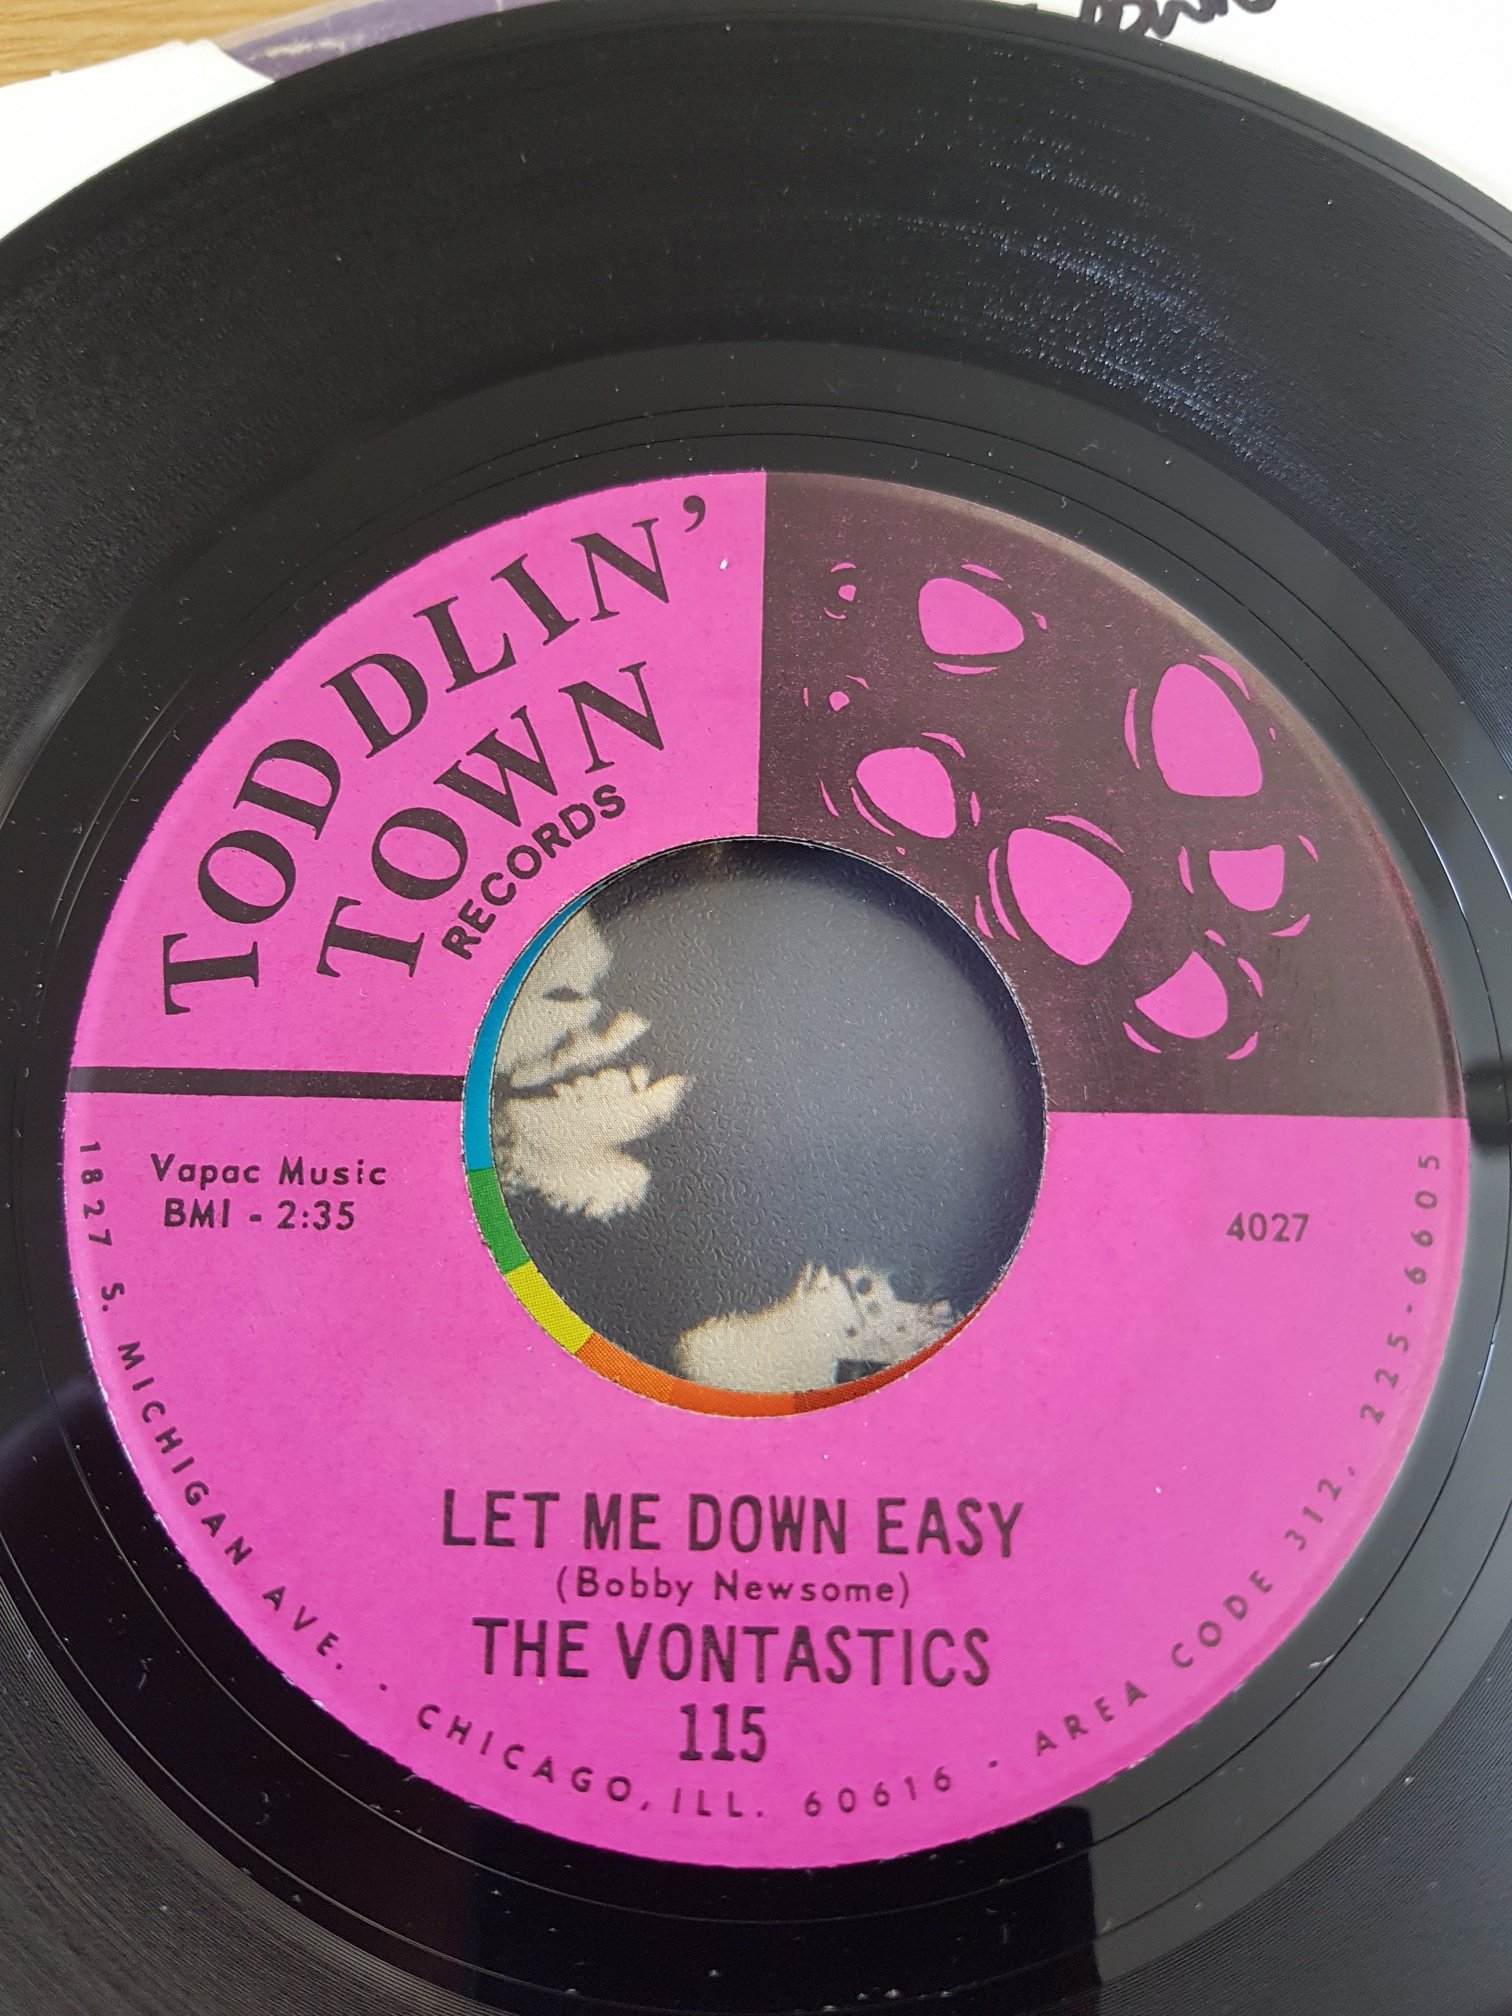 TODDLIN'
TOWN
RECORDS
Vapac Music
BMI - 2:35
4027
LET ME DOWN EASY
(Bobby Newsome)
THE VONTASTICS
115
1827 S. MICHIGAN AVE. - CHICAGO, ILL. 60616 - AREA CODE 312, 225-6605